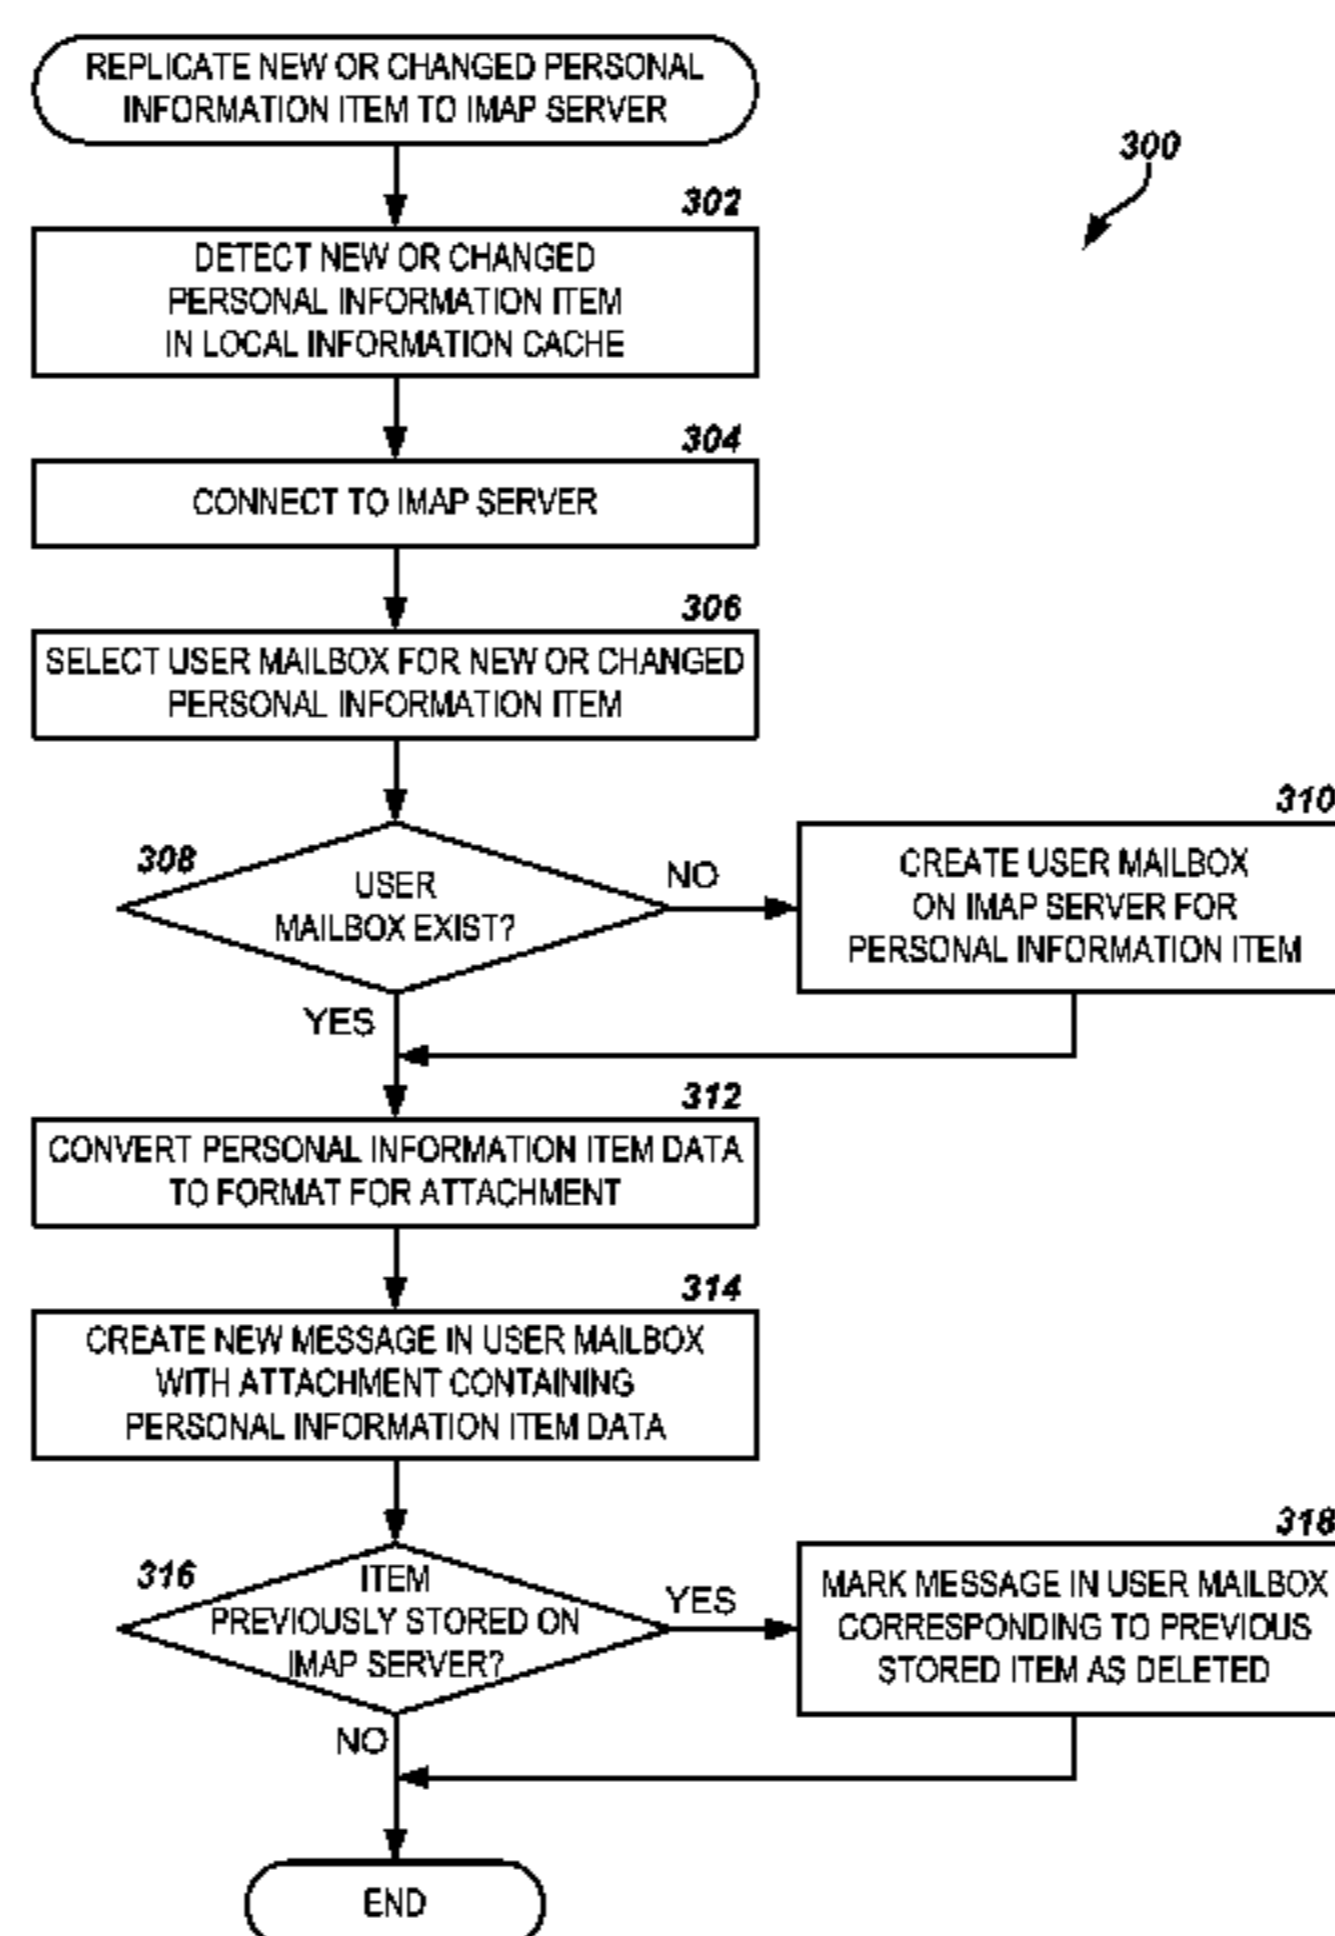 REPLICATE NEW OR CHANGED PERSONAL
INFORMATION ITEM TO IMAP SERVER
300
302
DETECT NEW OR CHANGED
PERSONAL INFORMATION ITEM
IN LOCAL INFORMATION CACHE
304
CONNECT TO IMAP SERVER
306
SELECT USER MAILBOX FOR NEW OR CHANGED
PERSONAL INFORMATION ITEM
308
USER
MAILBOX EXIST?
NO
310
CREATE USER MAILBOX
ON IMAP SERVER FOR
PERSONAL INFORMATION ITEM
YES
312
CONVERT PERSONAL INFORMATION ITEM DATA
TO FORMAT FOR ATTACHMENT
314
CREATE NEW MESSAGE IN USER MAILBOX
WITH ATTACHMENT CONTAINING
PERSONAL INFORMATION ITEM DATA
316
ITEM
PREVIOUSLY STORED ON
IMAP SERVER?
YES
318
MARK MESSAGE IN USER MAILBOX
CORRESPONDING TO PREVIOUS
STORED ITEM AS DELETED
NO
END